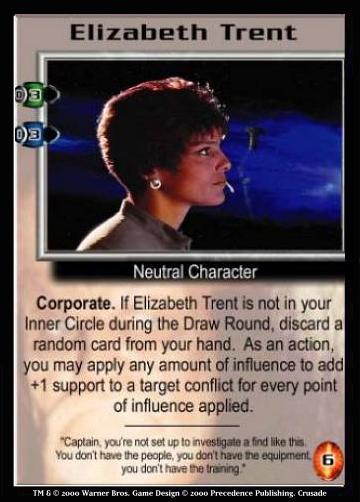 Elizabeth Trent
3
3
Neutral Character
Corporate. If Elizabeth Trent is not in your
Inner Circle during the Draw Round, discard a
random card from your hand. As an action,
you may apply any amount of influence to add
+1 support to a target conflict for every point
of influence applied.
"Captain, you're not set up to investigate a find like this.
You don't have the people, you don't have the equipment,
you don't have the training."
6
TM & © 2000 Warner Bros. Game Design © 2000 Precedence Publishing. Crusade